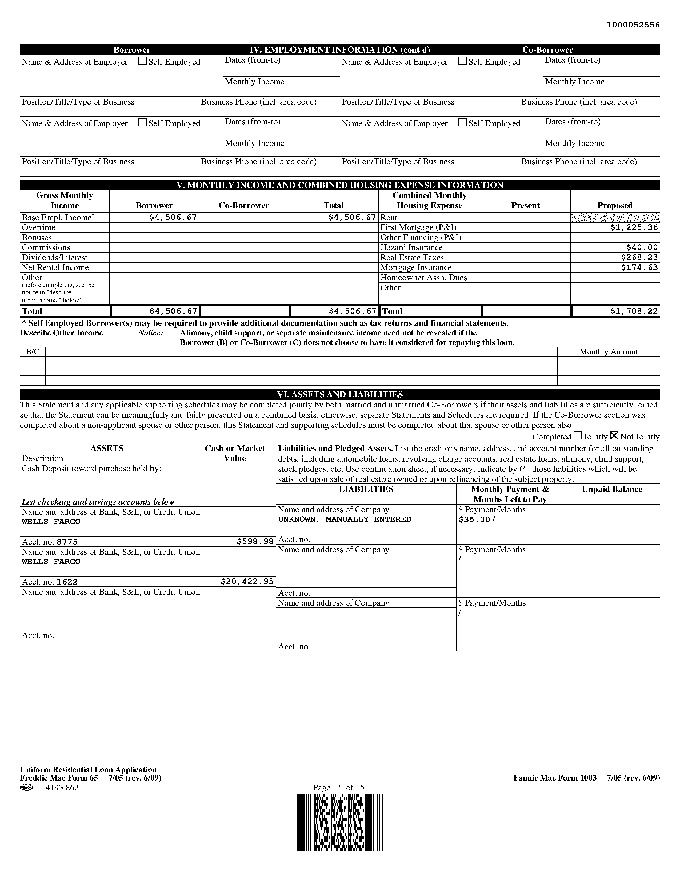 1000052556
Borrower IV. EMPLOYMENT INFORMATION (cont'd) Co-Borrower
Name & Address of Employer Self Employed Dates (from-to) Name & Address of Employer Self Employed Dates (from-to)
Monthly Income Monthly Income
Position/Title/Type of Business Business Phone (incl. area code) Position/Title/Type of Business Business Phone (incl. area code)
Name & Address of Employer Self Employed Dates (from-to) Name & Address of Employer Self Employed Dates (from-to)
Monthly Income Monthly Income
Position/Title/Type of Business Business Phone (incl. area code) Position/Title/Type of Business Business Phone (incl. area code)
V. MONTHLY INCOME AND COMBINED HOUSING EXPENSE INFORMATION
Gross Monthly Income Borrower Co-Borrower Total Combined Monthly Housing Expense Present Proposed
Base Empl. Income* $4,506.67 $4,506.67 Rent
Overtime First Mortgage (P&I) $1,225.36
Bonuses Other Financing (P&I)
Commissions Hazard Insurance $40.00
Dividends/Interest Real Estate Taxes $268.23
Net Rental Income Mortgage Insurance $174.63
Other Homeowner Assn. Dues
Other
Total $4,506.67 $4,506.67 Total $1,708.22
* Self Employed Borrower(s) may be required to provide additional documentation such as tax returns and financial statements.
Describe Other Income Notice: Alimony, child support, or separate maintenance income need not be revealed if the
Borrower (B) or Co-Borrower (C) does not choose to have it considered for repaying this loan.
B/C Monthly Amount
VI. ASSETS AND LIABILITIES
This Statement and any applicable supporting schedules may be completed jointly by both married and unmarried Co-Borrowers if their assets and liabilities are sufficiently joined
so that the Statement can be meaningfully and fairly presented on a combined basis; otherwise, separate Statements and Schedules are required. If the Co-Borrower section was
completed about a non-applicant spouse or other person, this Statement and supporting schedules must be completed about that spouse or other person also.
Completed Jointly Not Jointly
ASSETS Cash or Market Value
Description
Cash Deposit toward purchase held by:
Liabilities and Pledged Assets. List the creditor's name, address, and account number for all outstanding
debts, including automobile loans, revolving charge accounts, real estate loans, alimony, child support,
stock pledges, etc. Use continuation sheet, if necessary. Indicate by (*) those liabilities which will be
satisfied upon sale of real estate owned or upon refinancing of the subject property.
LIABILITIES Monthly Payment & Months Left to Pay Unpaid Balance
List checking and savings accounts below
Name and address of Bank, S&L, or Credit Union Name and address of Company $ Payment/Months
WELLS FARGO UNKNOWN, MANUALLY ENTERED $35.00/
Acct. no. 8775 $598.98 Acct. no.
Name and address of Bank, S&L, or Credit Union Name and address of Company $ Payment/Months
WELLS FARGO /
Acct. no. 1622 $20,422.95
Name and address of Bank, S&L, or Credit Union Acct. no.
Name and address of Company $ Payment/Months
/
Acct. no.
Acct. no.
Uniform Residential Loan Application
Freddie Mac Form 65 7/05 (rev. 6/09) Fannie Mae Form 1003 7/05 (rev. 6/09)
Page